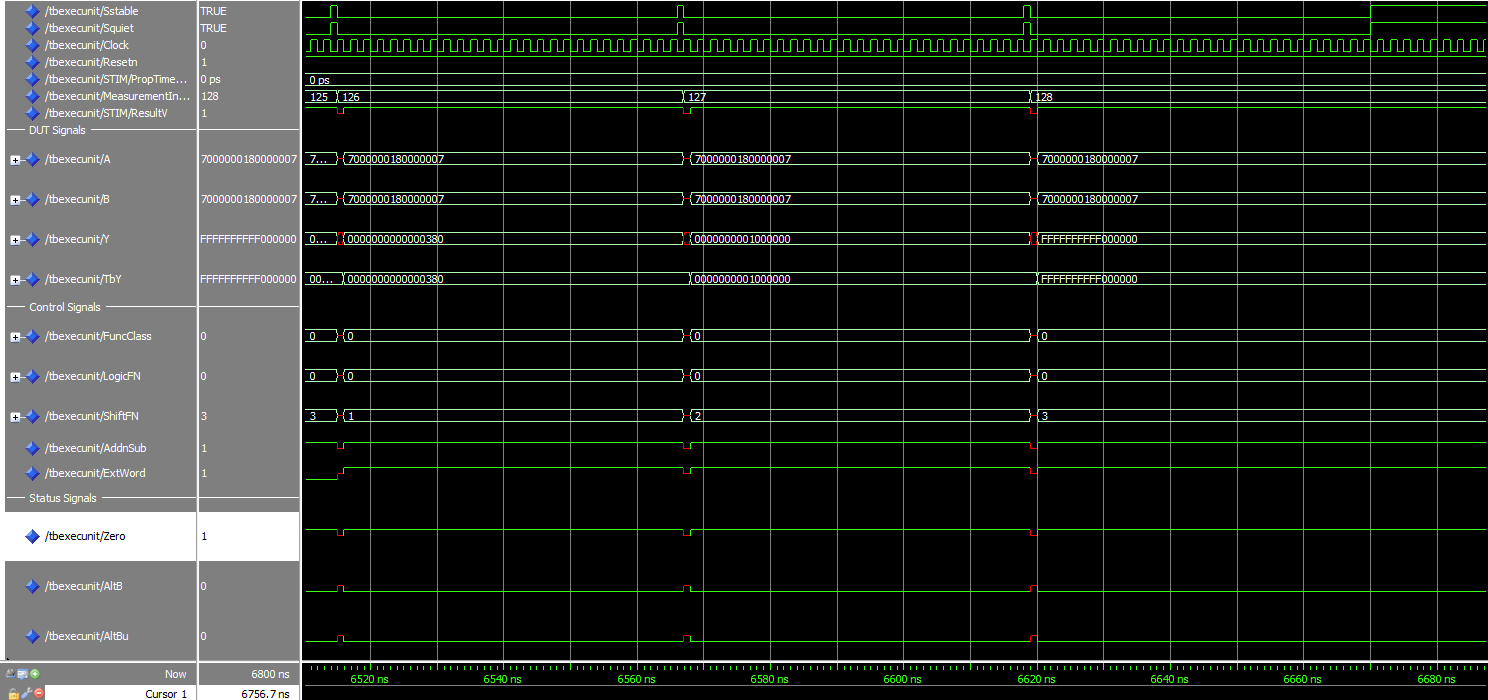 /tbexecunit/Sstable TRUE
/tbexecunit/Squiet TRUE
/tbexecunit/Clock 0
/tbexecunit/Resetn 1
/tbexecunit/STIM/PropTime... 0 ps 0 ps
/tbexecunit/MeasurementIn... 128 125 126 127 128
/tbexecunit/STIM/ResultV 1
DUT Signals
/tbexecunit/A 7000000180000007 7... 7000000180000007 7000000180000007 7000000180000007
/tbexecunit/B 7000000180000007 7... 7000000180000007 7000000180000007 7000000180000007
/tbexecunit/Y FFFFFFFFFF000000 0... 0000000000000380 0000000001000000 FFFFFFFFFF000000
/tbexecunit/TbY FFFFFFFFFF000000 00... 0000000000000380 0000000001000000 FFFFFFFFFF000000
Control Signals
/tbexecunit/FuncClass 0 0 0 0 0
/tbexecunit/LogicFN 0 0 0 0 0
/tbexecunit/ShiftFN 3 3 1 2 3
/tbexecunit/AddnSub 1
/tbexecunit/ExtWord 1
Status Signals
/tbexecunit/Zero 1
/tbexecunit/AltB 0
/tbexecunit/AltBu 0
Now 6800 ns
6520 ns 6540 ns 6560 ns 6580 ns 6600 ns 6620 ns 6640 ns 6660 ns 6680 ns
Cursor 1 6756.7 ns